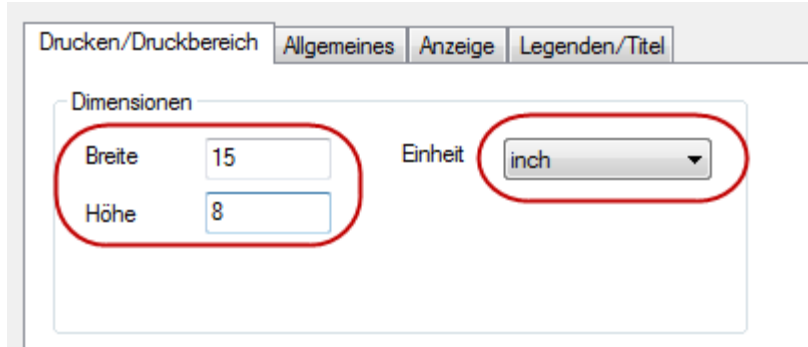 Drucken/Druckbereich Allgemeines Anzeige Legenden/Titel
Dimensionen
Breite 15 Einheit inch
Höhe 8